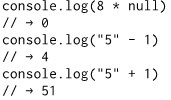 console.log(8 * null)
// → 0
console.log("5" - 1)
// → 4
console.log("5" + 1)
// → 51